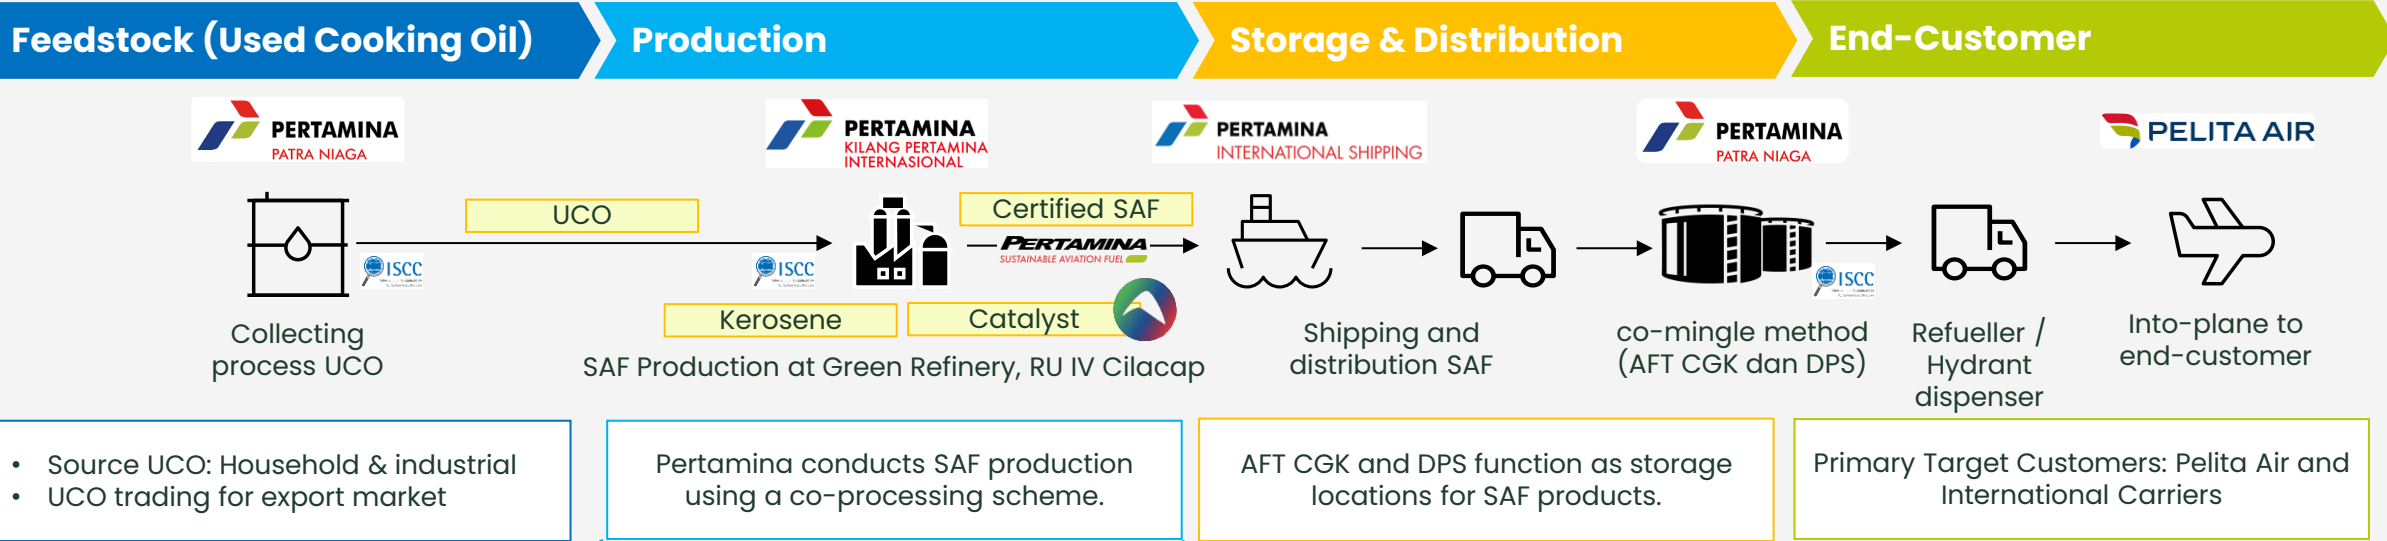 Feedstock (Used Cooking Oil)
Production
Storage & Distribution
End-Customer
PERTAMINA
PATRA NIAGA
PERTAMINA
KILANG PERTAMINA
INTERNASIONAL
PERTAMINA
INTERNATIONAL SHIPPING
PERTAMINA
PATRA NIAGA
PELITA AIR
UCO
Certified SAF
PERTAMINA
SUSTAINABLE AVIATION FUEL
ISCC
ISCC
ISCC
Kerosene
Catalyst
Collecting
process UCO
SAF Production at Green Refinery, RU IV Cilacap
Shipping and
distribution SAF
co-mingle method
(AFT CGK dan DPS)
Refueller /
Hydrant
dispenser
Into-plane to
end-customer
• Source UCO: Household & industrial
• UCO trading for export market
Pertamina conducts SAF production
using a co-processing scheme.
AFT CGK and DPS function as storage
locations for SAF products.
Primary Target Customers: Pelita Air and
International Carriers